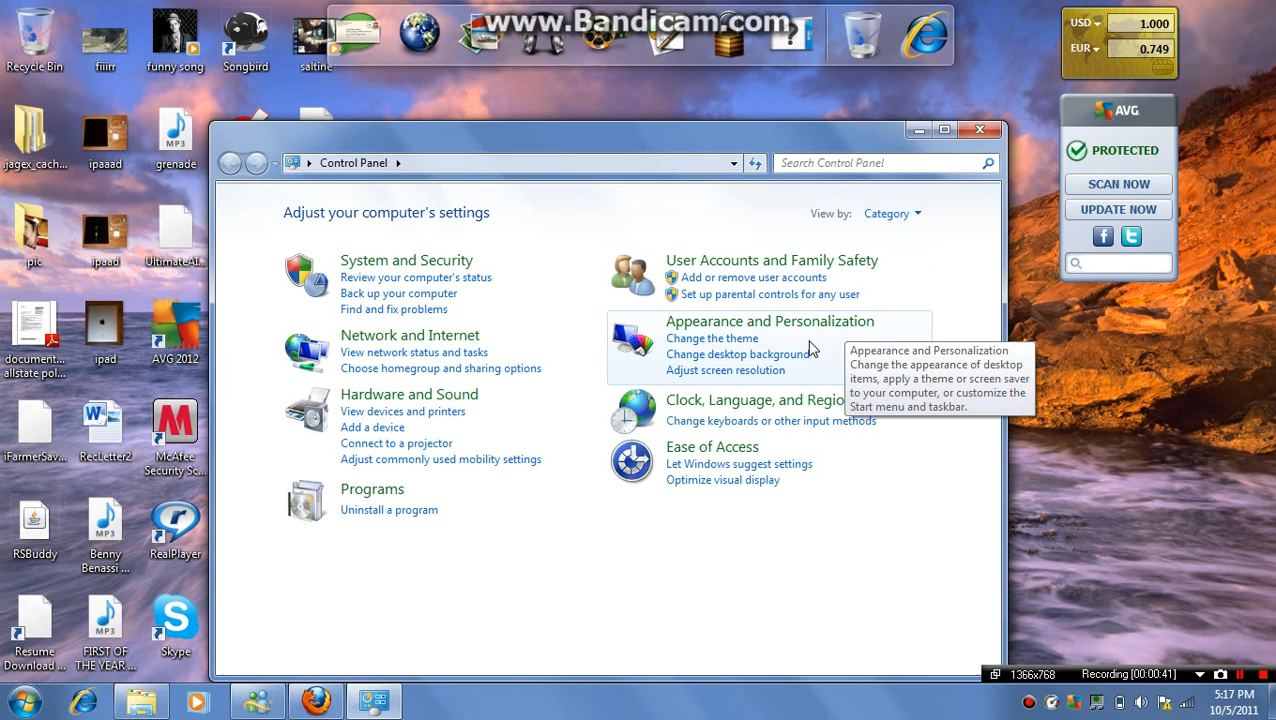 www.Bandicam.com
Recycle Bin
fiiirr
funny song
Songbird
saltine
USD
1.000
EUR
0.749
jagex_cach...
ipaaad
grenade
AVG
PROTECTED
SCAN NOW
UPDATE NOW
Control Panel
Search Control Panel
Adjust your computer's settings
View by:
Category
System and Security
Review your computer's status
Back up your computer
Find and fix problems
Network and Internet
View network status and tasks
Choose homegroup and sharing options
Hardware and Sound
View devices and printers
Add a device
Connect to a projector
Adjust commonly used mobility settings
Programs
Uninstall a program
User Accounts and Family Safety
Add or remove user accounts
Set up parental controls for any user
Appearance and Personalization
Change the theme
Change desktop background
Adjust screen resolution
Appearance and Personalization
Change the appearance of desktop
items, apply a theme or screen saver
to your computer, or customize the
Start menu and taskbar.
Clock, Language, and Regio
Change keyboards or other input methods
Ease of Access
Let Windows suggest settings
Optimize visual display
pic
ipaad
UltimateAI...
document...
allstate pol...
ipad
AVG 2012
iFarmerSav...
RecLetter2
McAfee
Security Sc...
RSBuddy
Benny
Benassi ...
RealPlayer
Resume
Download ...
FIRST OF
THE YEAR ...
Skype
1366x768
Recording [00:00:41]
5:17 PM
10/5/2011